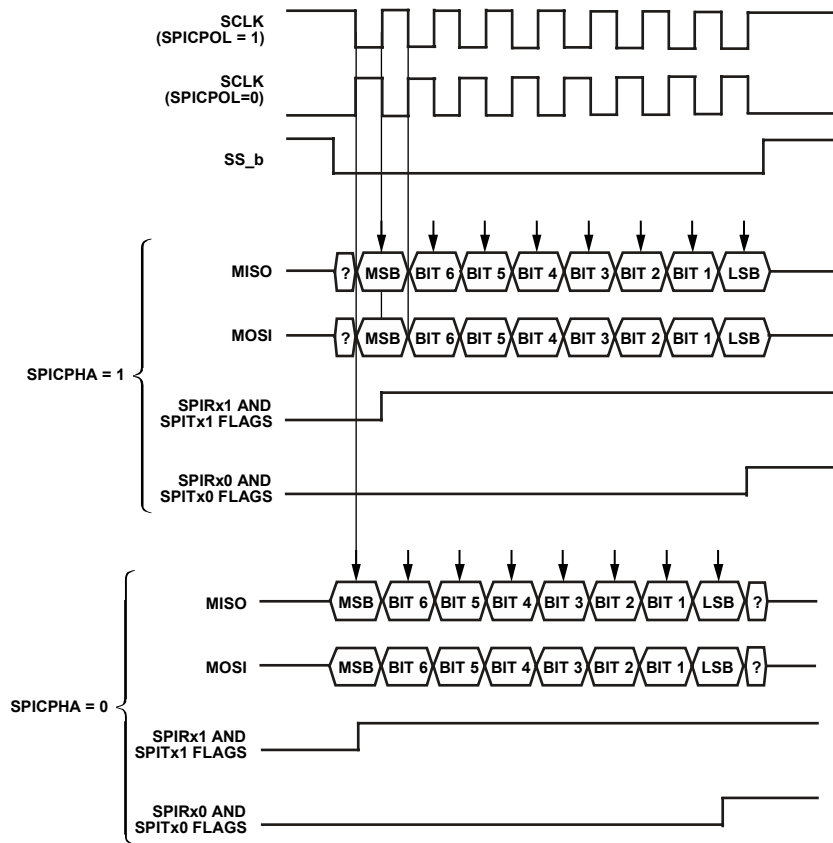 SCLK
(SPICPOL = 1)
SCLK
(SPICPOL=0)
SS_b
MISO ? MSB BIT 6 BIT 5 BIT 4 BIT 3 BIT 2 BIT 1 LSB
MOSI ? MSB BIT 6 BIT 5 BIT 4 BIT 3 BIT 2 BIT 1 LSB
SPICPHA = 1
SPIRx1 AND
SPITx1 FLAGS
SPIRx0 AND
SPITx0 FLAGS
MISO MSB BIT 6 BIT 5 BIT 4 BIT 3 BIT 2 BIT 1 LSB ?
MOSI MSB BIT 6 BIT 5 BIT 4 BIT 3 BIT 2 BIT 1 LSB ?
SPICPHA = 0
SPIRx1 AND
SPITx1 FLAGS
SPIRx0 AND
SPITx0 FLAGS